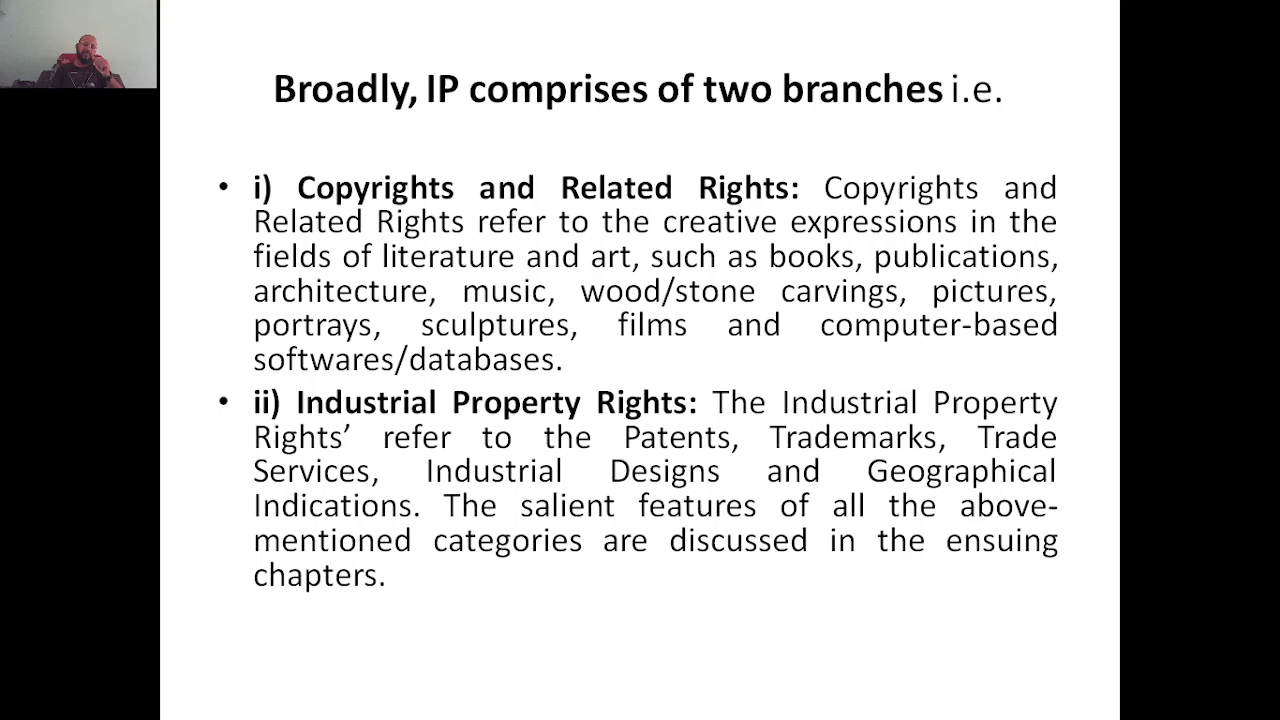 Broadly, IP comprises of two branches i.e.
• i) Copyrights and Related Rights: Copyrights and
Related Rights refer to the creative expressions in the
fields of literature and art, such as books, publications,
architecture, music, wood/stone carvings, pictures,
portrays, sculptures, films and computer-based
softwares/databases.
• ii) Industrial Property Rights: The Industrial Property
Rights’ refer to the Patents, Trademarks, Trade
Services, Industrial Designs and Geographical
Indications. The salient features of all the above-
mentioned categories are discussed in the ensuing
chapters.